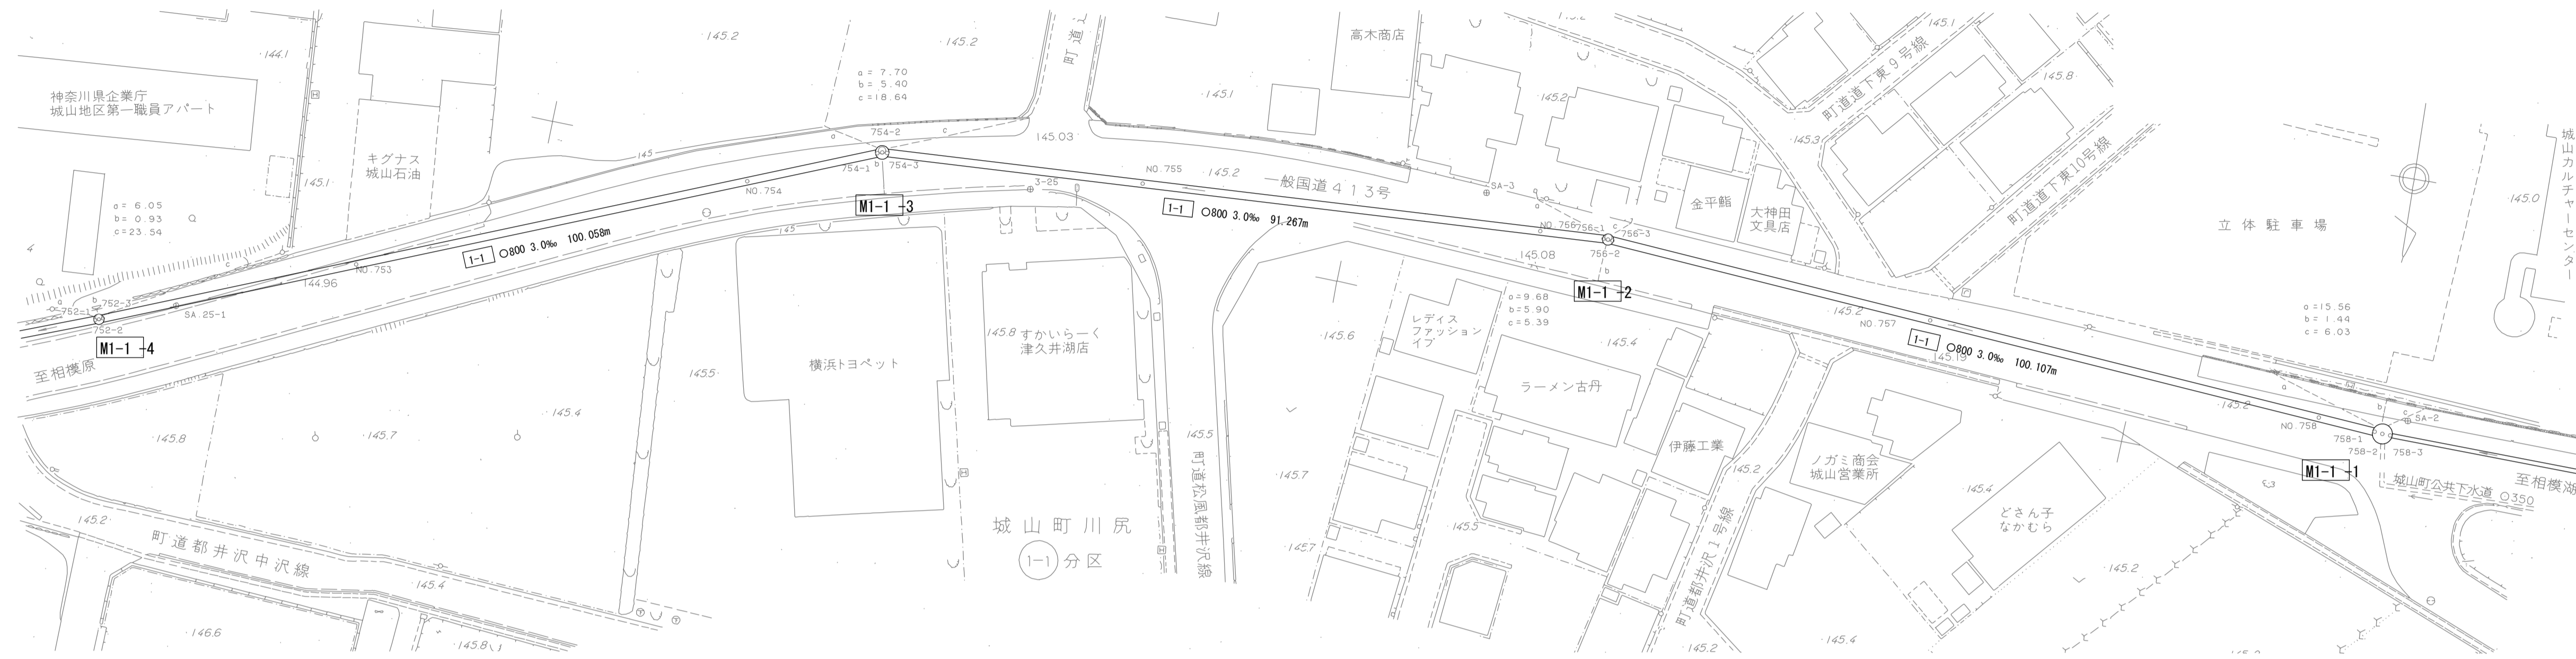 144.1
145.2
145.2
町道
高木商店
145.2
145.1
町道道下東9号線
145.8
神奈川県企業庁
城山地区第一職員アパート
キグナス
城山石油
a = 7.70
b = 5.40
c = 18.64
145.1
145.03
145.2
145.3
町道道下東10号線
城山カルチャーセンター
145.1
145
754-2
a
c
754-1
b
754-3
NO.754
M1-1 -3
3-25
NO.755
145.2
一般国道413号
SA-3
金平鮨
大神田
文具店
立体駐車場
145.0
a = 6.05
b = 0.93
c = 23.54
1-1
○800 3.0‰ 100.058m
1-1
○800 3.0‰ 91.267m
a
NO.756
756-1
c
756-3
756-2
b
145.08
M1-1 -2
4
c
a
b
752-1
752-3
752-2
SA.25-1
NO.753
144.96
M1-1 -4
至相模原
145
145.8
すかいらーく
津久井湖店
横浜トヨペット
145.5
145.6
レディス
ファッション
イブ
a = 9.68
b = 5.90
c = 5.39
145.4
145.2
NO.757
1-1
○800 3.0‰ 100.107m
145.19
a = 15.56
b = 1.44
c = 6.03
ラーメン古丹
伊藤工業
a
b
c
SA-2
145.2
NO.758
758-1
758-2
758-3
M1-1 -1
城山町公共下水道 ○350
至相模湖
145.8
145.7
145.4
145.5
町道松風都井沢線
145.7
145.2
ノガミ商会
城山営業所
145.4
どさん子
なかむら
145.2
町道都井沢中沢線
城山町川尻
1-1 分区
145.5
145.7
町道都井沢1号線
145.2
145.4
146.6
145.8
145.2
145.4